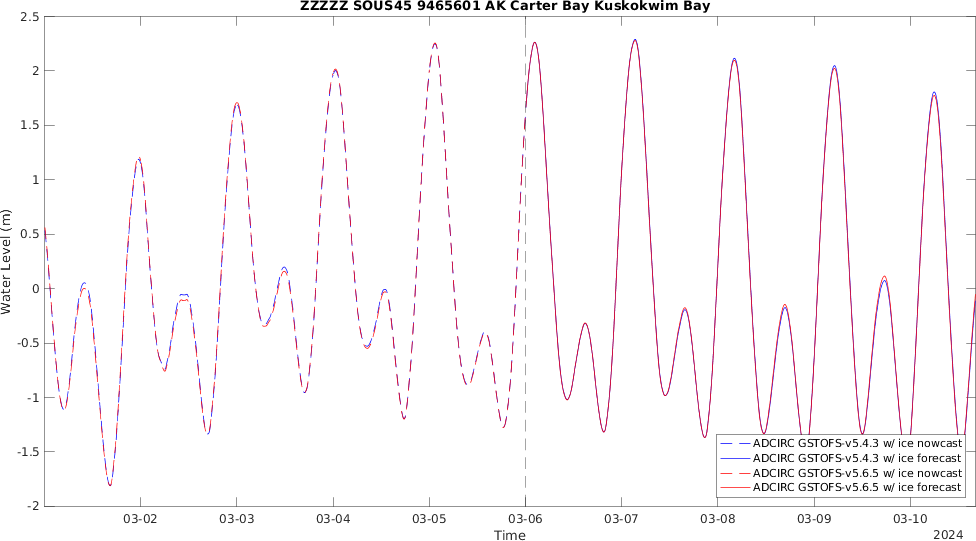 ZZZZZ SOUS45 9465601 AK Carter Bay Kuskokwim Bay
2.5
2
1.5
1
0.5
0
-0.5
-1
-1.5
-2
Water Level (m)
ADCIRC GSTOFS-v5.4.3 w/ ice nowcast
ADCIRC GSTOFS-v5.4.3 w/ ice forecast
ADCIRC GSTOFS-v5.6.5 w/ ice nowcast
ADCIRC GSTOFS-v5.6.5 w/ ice forecast
03-02 03-03 03-04 03-05 03-06 03-07 03-08 03-09 03-10
Time
2024